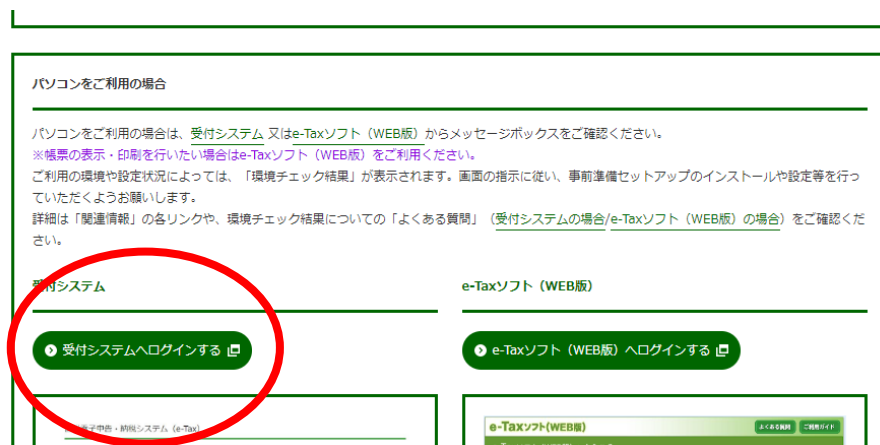 パソコンをご利用の場合
パソコンをご利用の場合は、受付システム 又はe-Taxソフト（WEB版）からメッセージボックスをご確認ください。
※帳票の表示・印刷を行いたい場合はe-Taxソフト（WEB版）をご利用ください。
ご利用の環境や設定状況によっては、「環境チェック結果」が表示されます。画面の指示に従い、事前準備セットアップのインストールや設定等を行っ
ていただくようお願いします。
詳細は「関連情報」の各リンクや、環境チェック結果についての「よくある質問」（受付システムの場合/e-Taxソフト（WEB版）の場合）をご確認くだ
さい。
受付システム
e-Taxソフト（WEB版）
受付システムへログインする
e-Taxソフト（WEB版）へログインする
電子申告・納税システム（e-Tax）
e-Taxソフト(WEB版)
よくある質問
ご利用ガイド